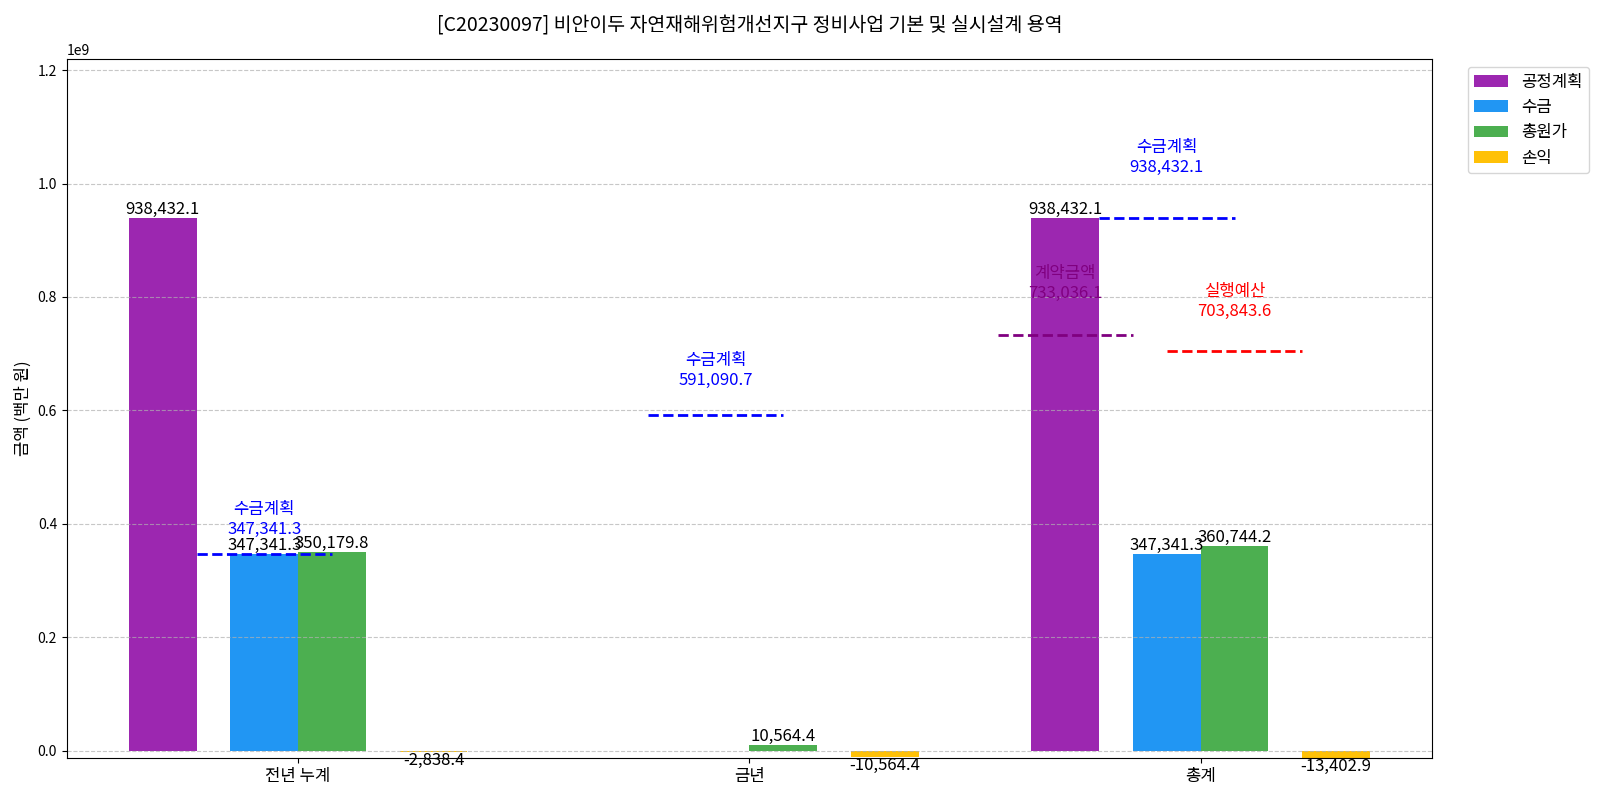 [C20230097] 비안이두 자연재해위험개선지구 정비사업 기본 및 실시설계 용역
1e9
1.2
1.0
0.8
0.6
0.4
0.2
0.0
금액 (백만 원)
공정계획
수금
총원가
손익
938,432.1
수금계획
347,341.3
347,341.3
350,179.8
-2,838.4
수금계획
591,090.7
10,564.4
-10,564.4
수금계획
938,432.1
938,432.1
계약금액
733,036.1
실행예산
703,843.6
347,341.3
360,744.2
-13,402.9
전년 누계
금년
총계